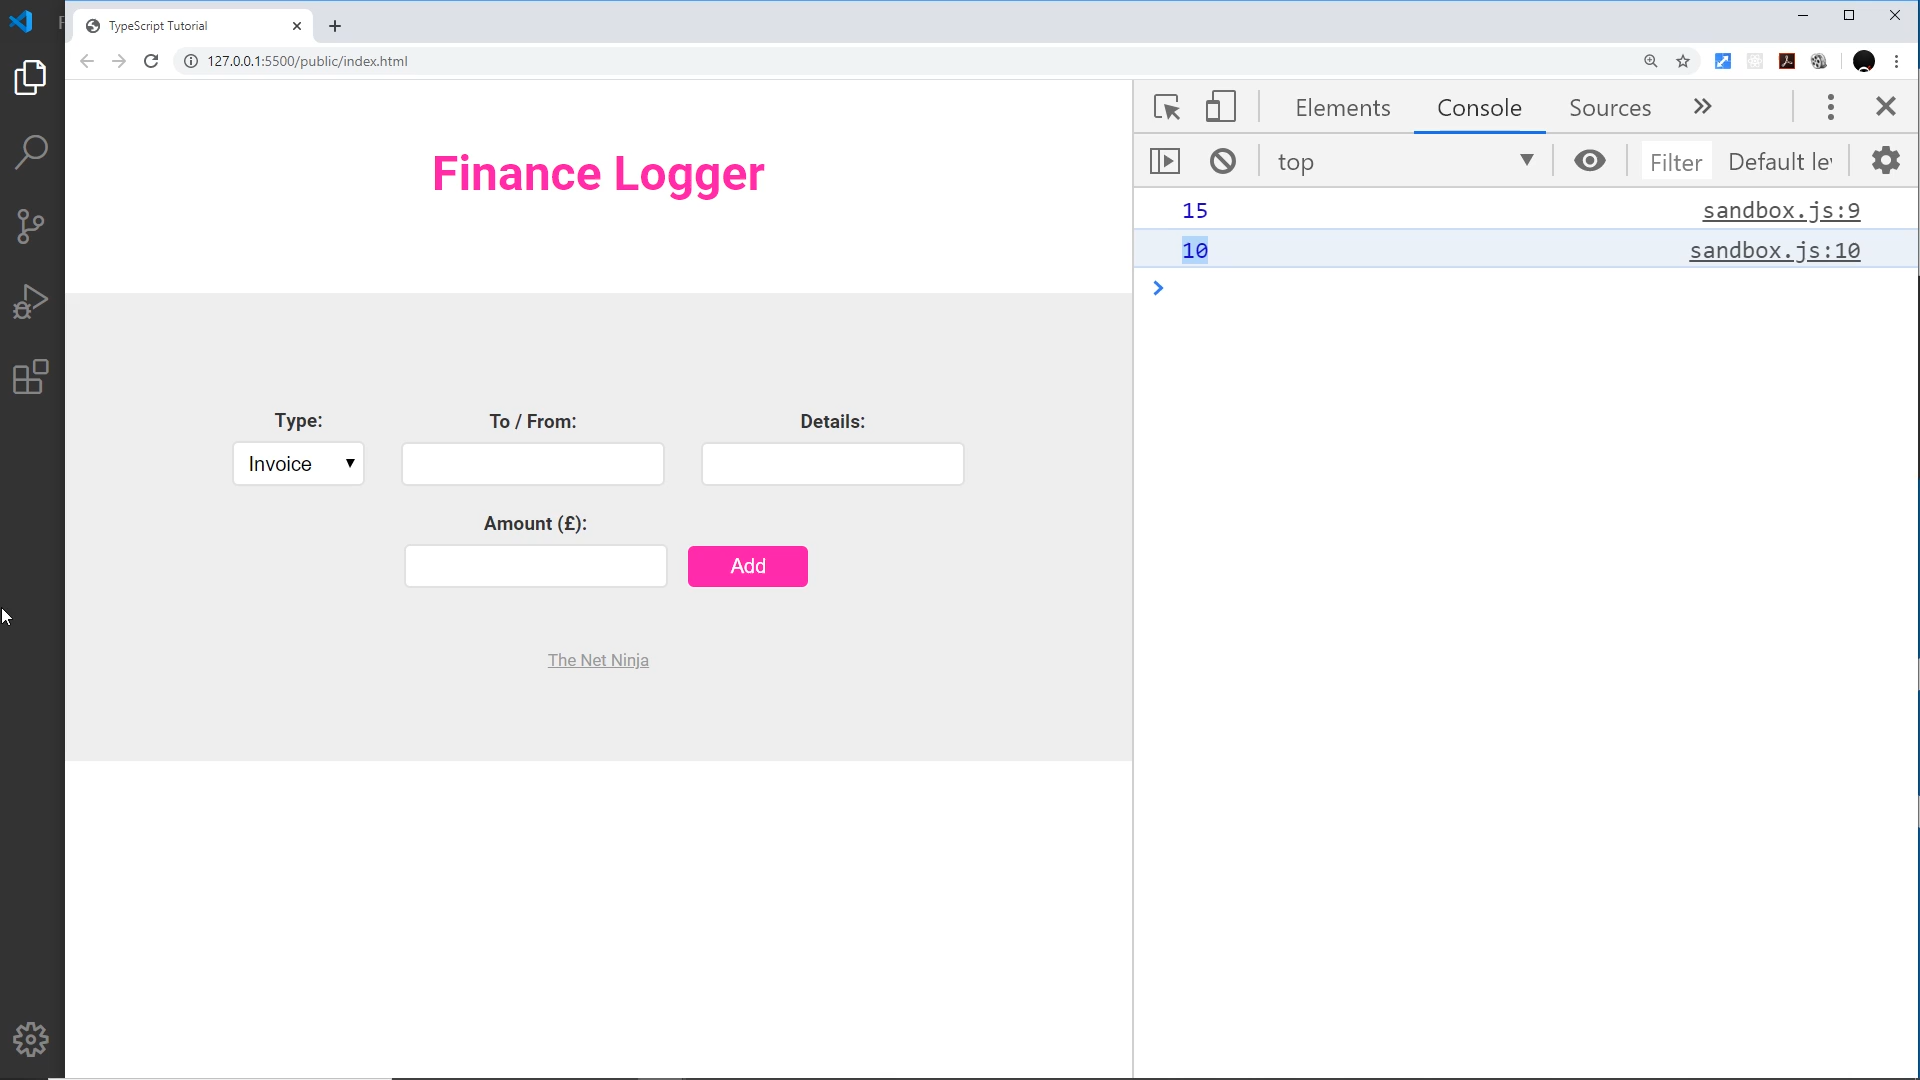 TypeScript Tutorial
127.0.0.1:5500/public/index.html
Elements Console Sources
top Filter Default le
15 sandbox.js:9
10 sandbox.js:10
Finance Logger
Type: To / From: Details:
Invoice
Amount (£):
Add
The Net Ninja